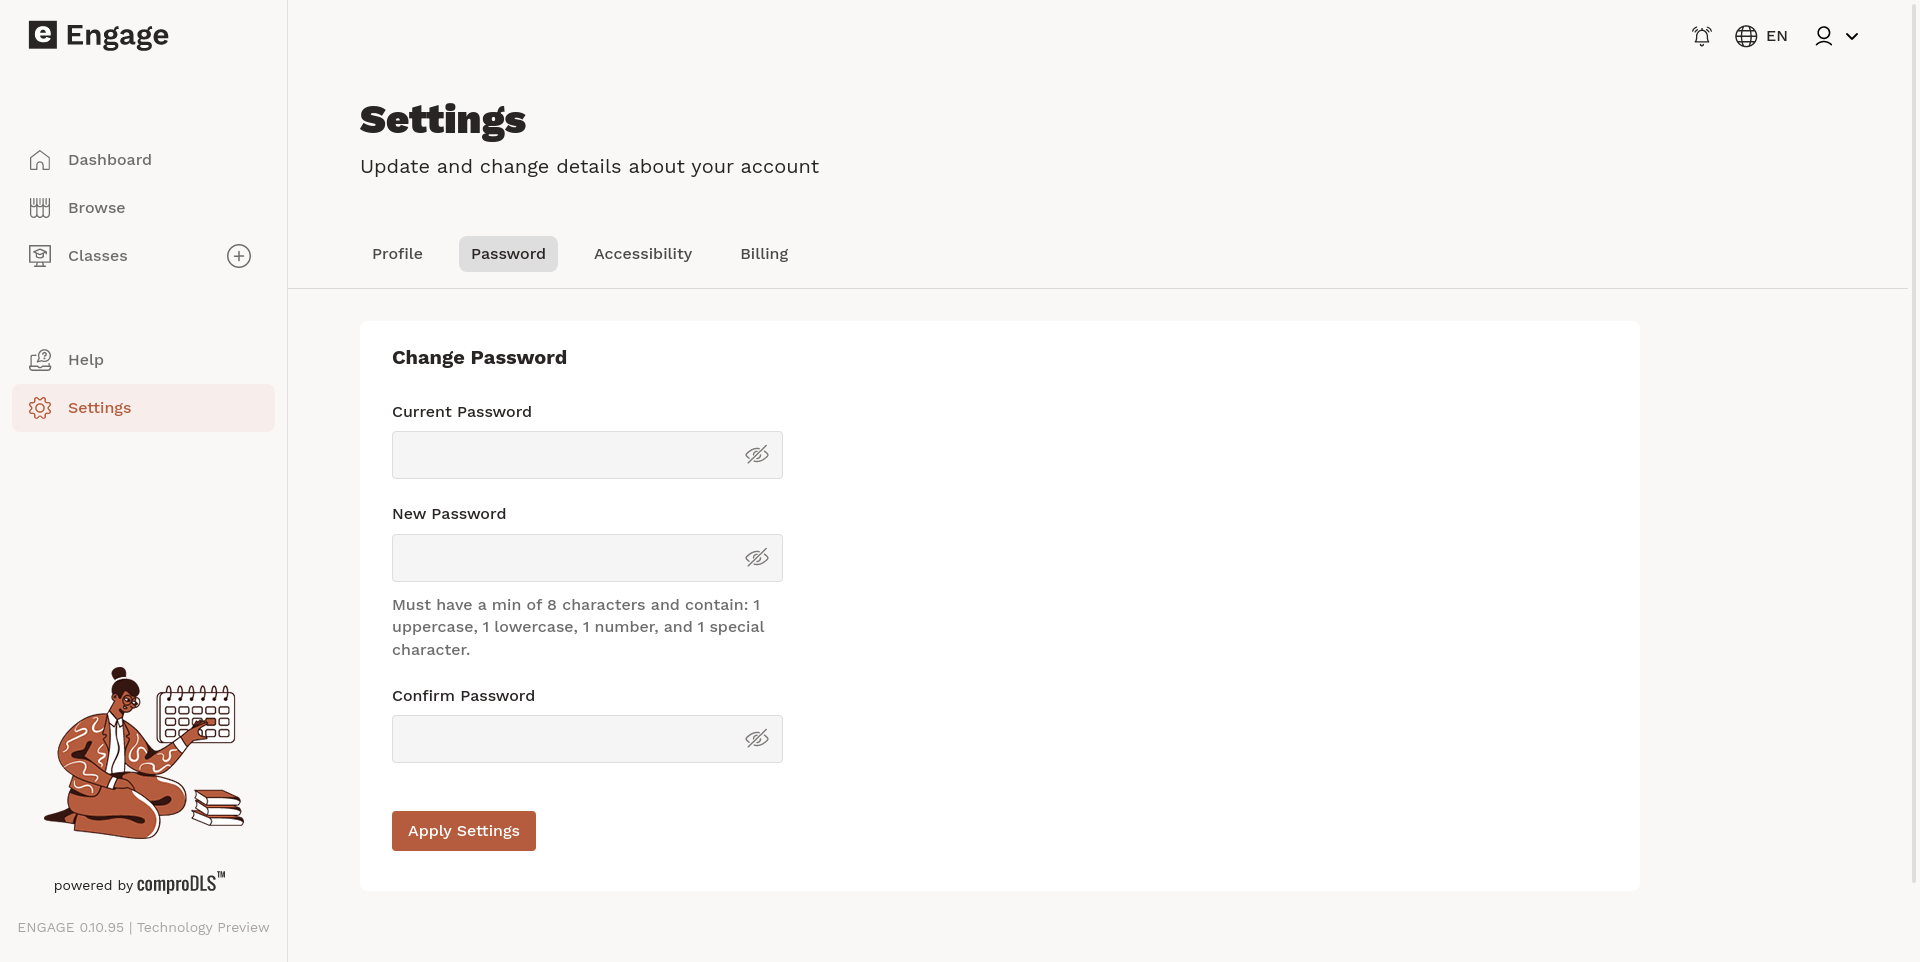 e Engage
EN
Settings
Update and change details about your account
Dashboard
Browse
Classes
Help
Settings
Profile
Password
Accessibility
Billing
Change Password
Current Password
New Password
Must have a min of 8 characters and contain: 1
uppercase, 1 lowercase, 1 number, and 1 special
character.
Confirm Password
Apply Settings
powered by comproDLS™
ENGAGE 0.10.95 | Technology Preview